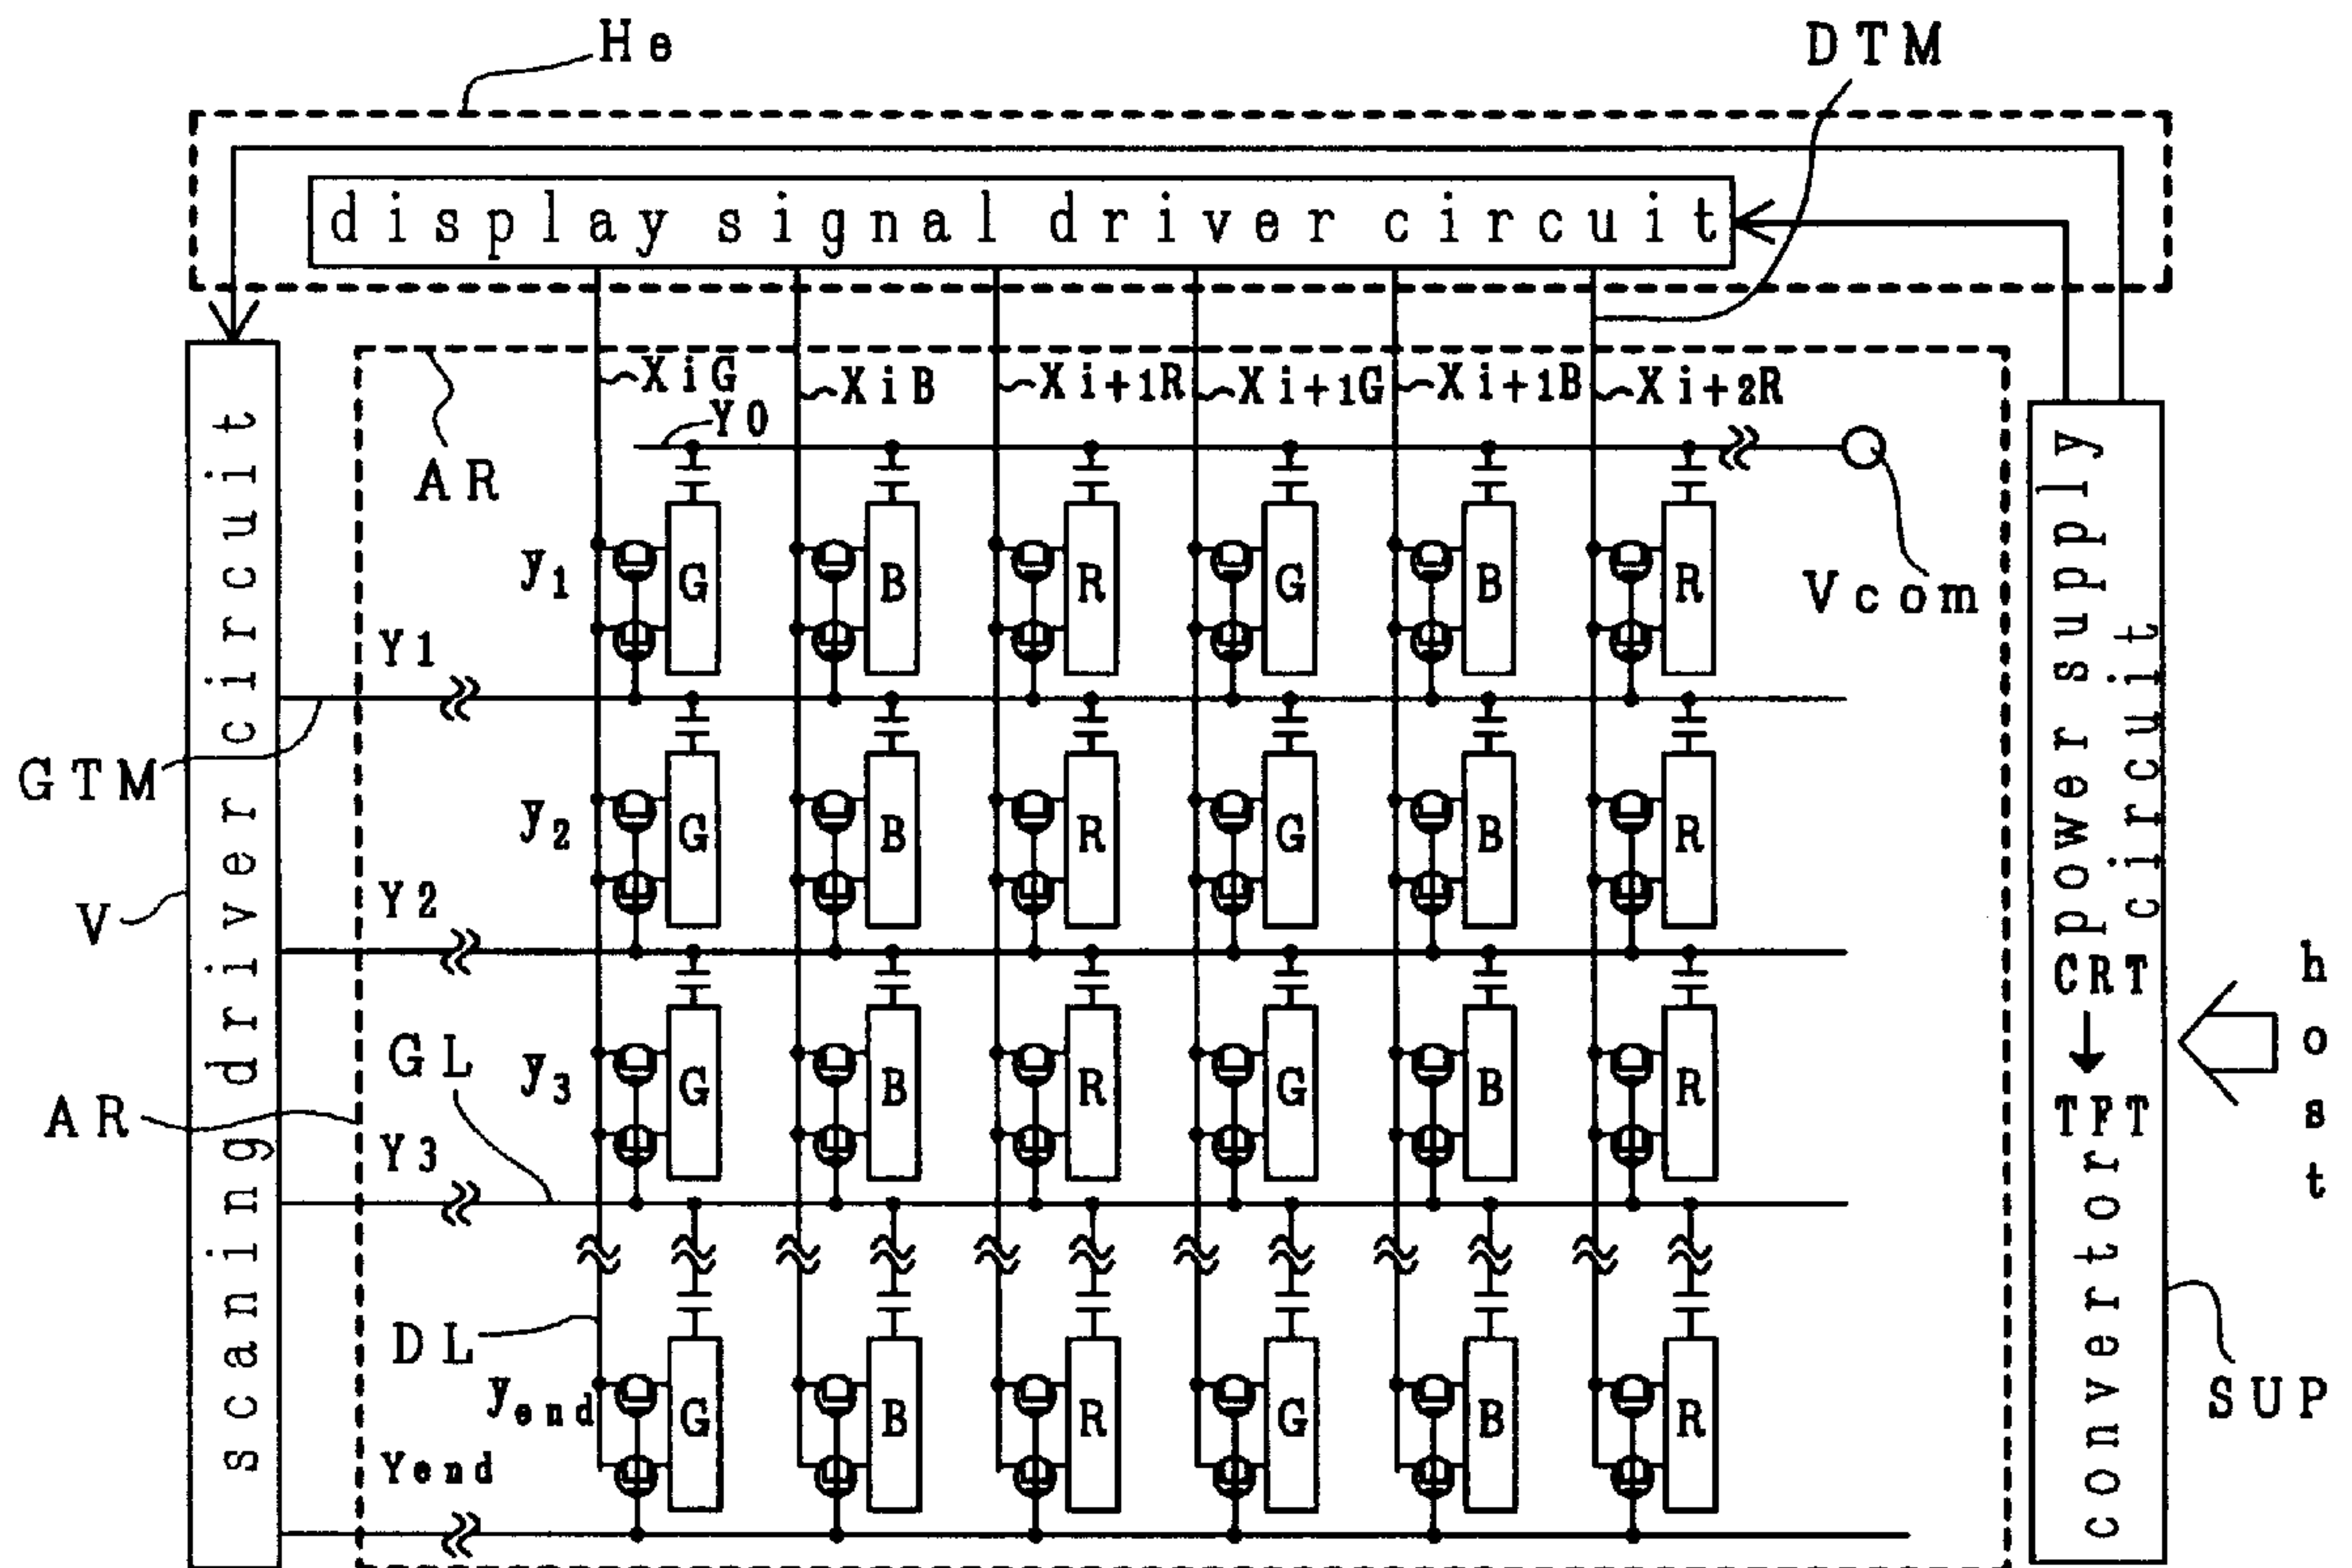 He
DTM
display signal driver circuit
XiG
XiB
Xi+1R
Xi+1G
Xi+1B
Xi+2R
Y0
AR
Vcom
y1
G
B
R
G
B
R
Y1
GTM
y2
G
B
R
G
B
R
Y2
V
scaning driver circuit
y3
G
B
R
G
B
R
GL
AR
Y3
DL
yend
G
B
R
G
B
R
Yend
power supply
circuit
CRT
TFT
convertor
host
SUP